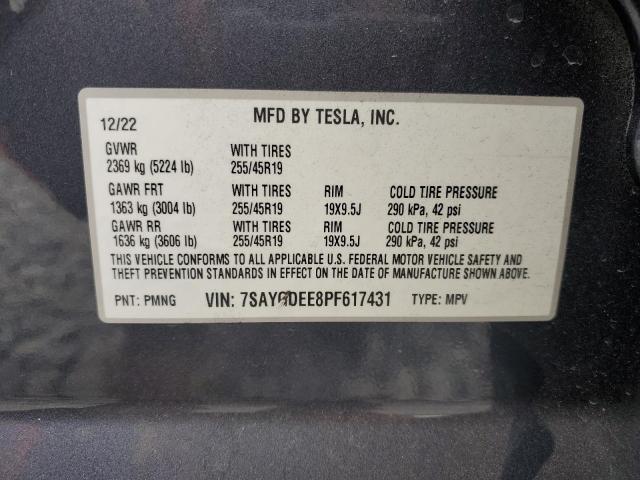 12/22 MFD BY TESLA, INC.
GVWR WITH TIRES
2369 kg (5224 lb) 255/45R19
GAWR FRT WITH TIRES RIM COLD TIRE PRESSURE
1363 kg (3004 lb) 255/45R19 19X9.5J 290 kPa, 42 psi
GAWR RR WITH TIRES RIM COLD TIRE PRESSURE
1636 kg (3606 lb) 255/45R19 19X9.5J 290 kPa, 42 psi
THIS VEHICLE CONFORMS TO ALL APPLICABLE U.S. FEDERAL MOTOR VEHICLE SAFETY AND
THEFT PREVENTION STANDARDS IN EFFECT ON THE DATE OF MANUFACTURE SHOWN ABOVE.
PNT: PMNG VIN: 7SAYGDEE8PF617431 TYPE: MPV